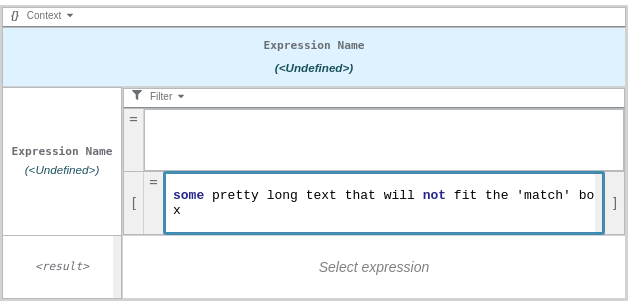 {} Context
Expression Name
(<Undefined>)
Filter
Expression Name
(<Undefined>)
=
[ = some pretty long text that will not fit the 'match' bo ]
x
<result>
Select expression